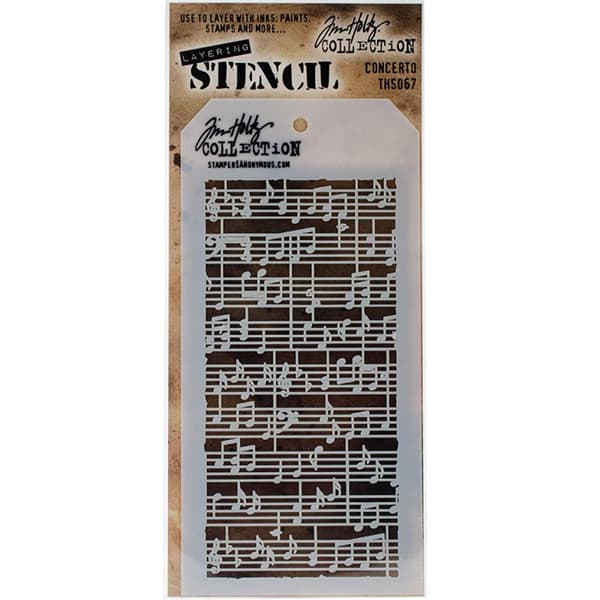 USE TO LAYER WITH INKS, PAINTS,
STAMPS AND MORE...
Tim Holtz
COLLECTION
LAYERING
STENCIL
CONCERTO
THS067
Tim Holtz
COLLECTION
STAMPERSANONYMOUS.COM